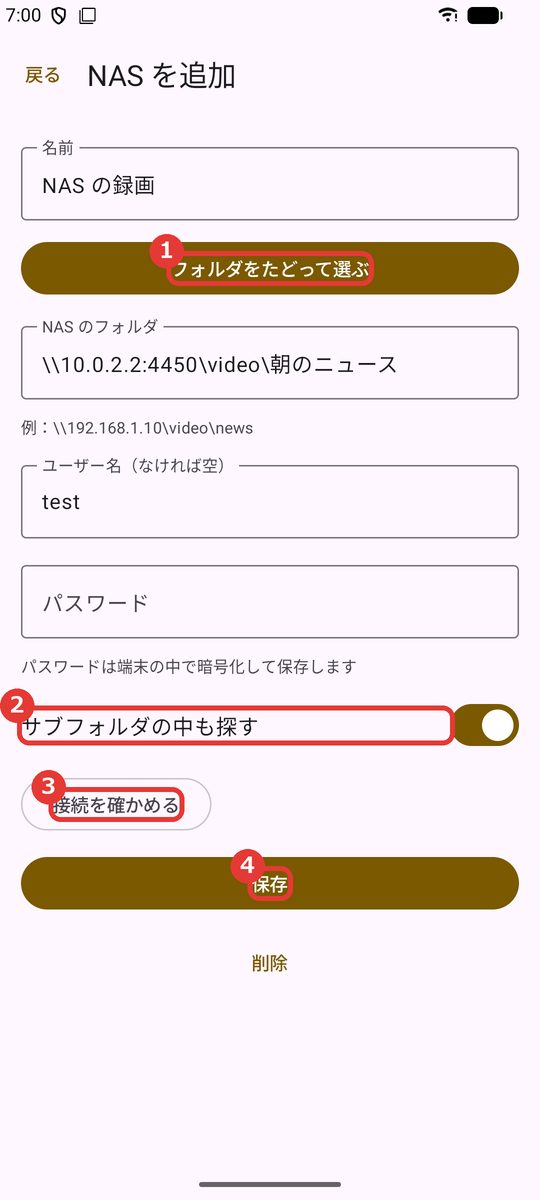 7:00
戻る NAS を追加
名前
NAS の録画
1
フォルダをたどって選ぶ
NAS のフォルダ
\\10.0.2.2:4450\video\朝のニュース
例：\\192.168.1.10\video\news
ユーザー名（なければ空）
test
パスワード
パスワードは端末の中で暗号化して保存します
2
サブフォルダの中も探す
3
接続を確かめる
4
保存
削除